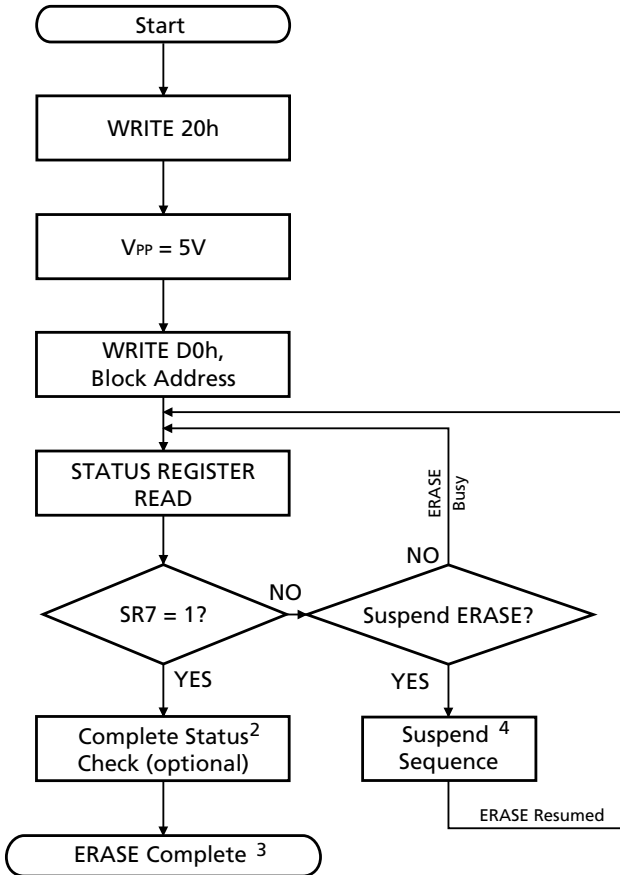 Start
WRITE 20h
VPP = 5V
WRITE D0h,
Block Address
STATUS REGISTER
READ
ERASE
Busy
NO
SR7 = 1?
NO
Suspend ERASE?
YES
YES
Complete Status2
Check (optional)
Suspend 4
Sequence
ERASE Resumed
ERASE Complete 3